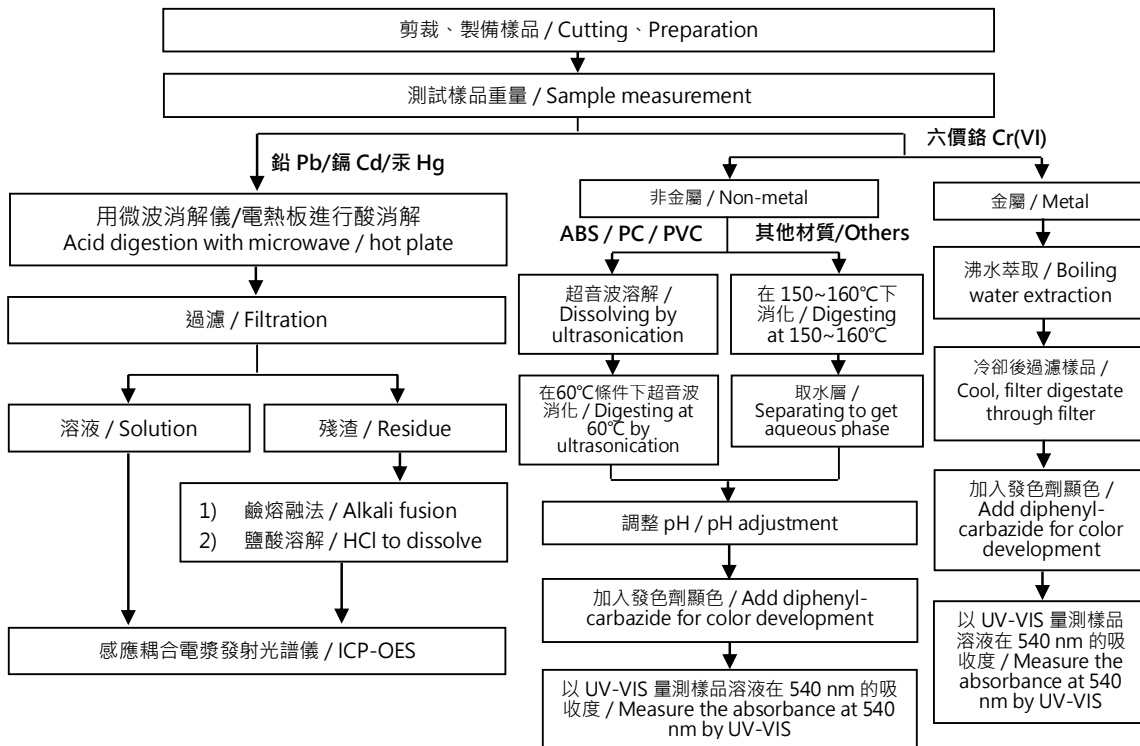 剪裁、製備樣品 / Cutting、Preparation
測試樣品重量 / Sample measurement
六價鉻 Cr(VI)
鉛 Pb/鎘 Cd/汞 Hg
用微波消解儀/電熱板進行酸消解
Acid digestion with microwave / hot plate
過濾 / Filtration
溶液 / Solution
殘渣 / Residue
1) 鹼熔融法 / Alkali fusion
2) 鹽酸溶解 / HCl to dissolve
感應耦合電漿發射光譜儀 / ICP-OES
非金屬 / Non-metal
ABS / PC / PVC
其他材質/Others
超音波溶解 /
Dissolving by
ultrasonication
在60℃條件下超音波
消化 / Digesting at
60℃ by
ultrasonication
在 150~160℃下
消化 / Digesting
at 150~160℃
取水層 /
Separating to get
aqueous phase
調整 pH / pH adjustment
加入發色劑顯色 / Add diphenyl-
carbazide for color development
以 UV-VIS 量測樣品溶液在 540 nm 的吸
收度 / Measure the absorbance at 540
nm by UV-VIS
金屬 / Metal
沸水萃取 / Boiling
water extraction
冷卻後過濾樣品 /
Cool, filter digestate
through filter
加入發色劑顯色 /
Add diphenyl-
carbazide for color
development
以 UV-VIS 量測樣品
溶液在 540 nm 的吸
收度 / Measure the
absorbance at 540
nm by UV-VIS